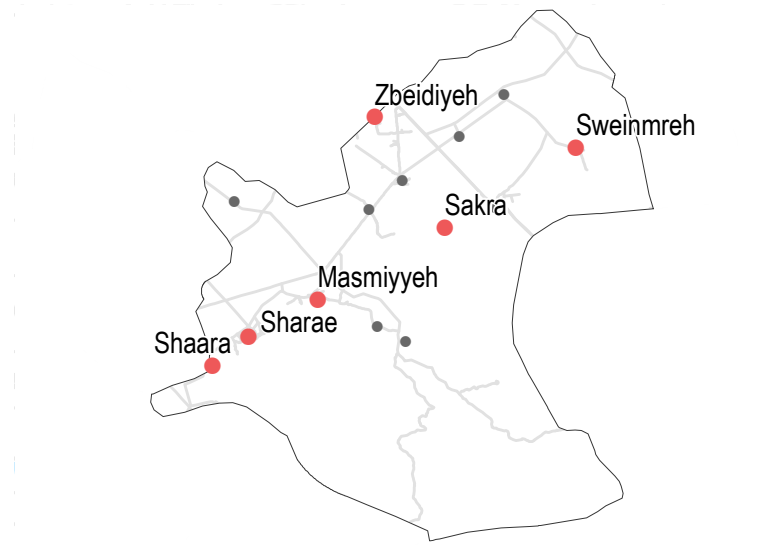 Zbeidiyeh
Sweinmreh
Sakra
Masmiyyeh
Sharae
Shaara